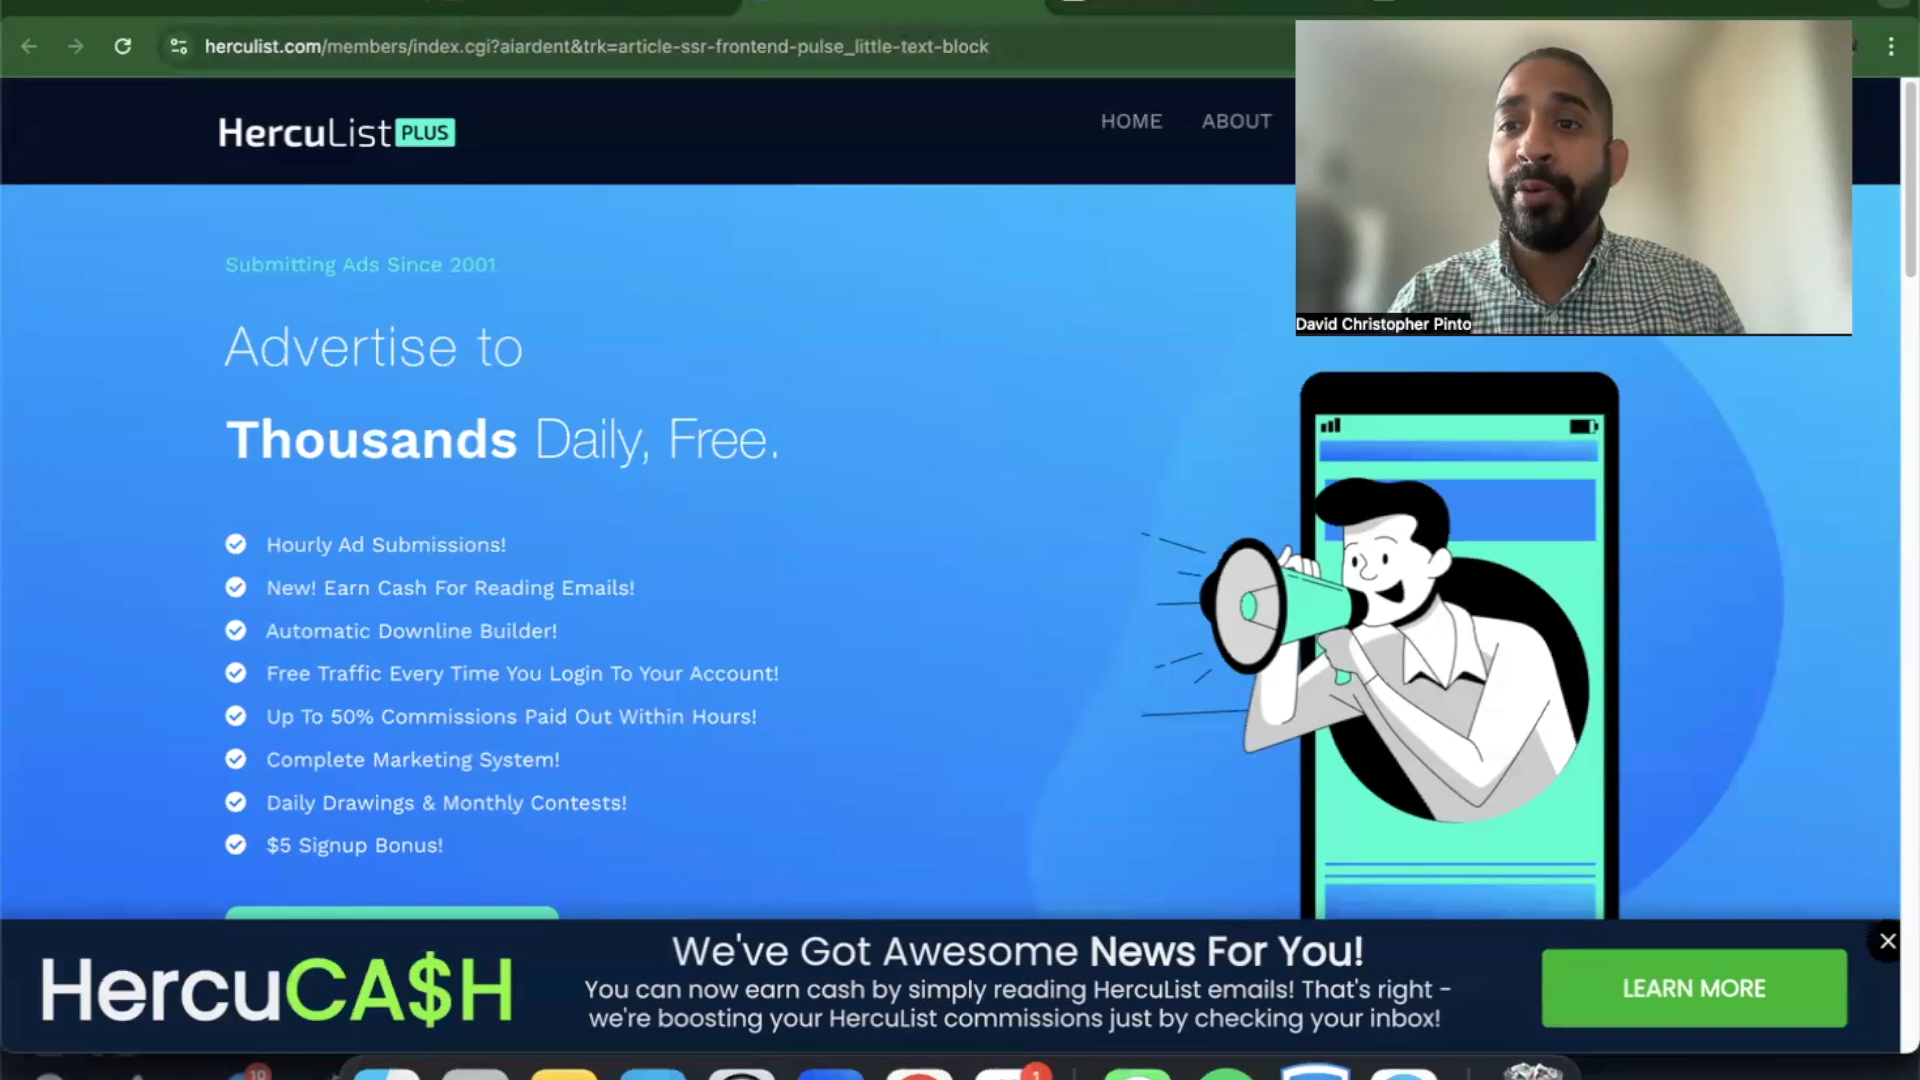 herculist.com/members/index.cgi?aiardent&trk=article-ssr-frontend-pulse_little-text-block
HercuList PLUS
HOME ABOUT
David Christopher Pinto
Submitting Ads Since 2001
Advertise to
Thousands Daily, Free.
Hourly Ad Submissions!
New! Earn Cash For Reading Emails!
Automatic Downline Builder!
Free Traffic Every Time You Login To Your Account!
Up To 50% Commissions Paid Out Within Hours!
Complete Marketing System!
Daily Drawings & Monthly Contests!
$5 Signup Bonus!
HercuCA$H
We've Got Awesome News For You!
You can now earn cash by simply reading HercuList emails! That's right -
we're boosting your HercuList commissions just by checking your inbox!
LEARN MORE
10
1